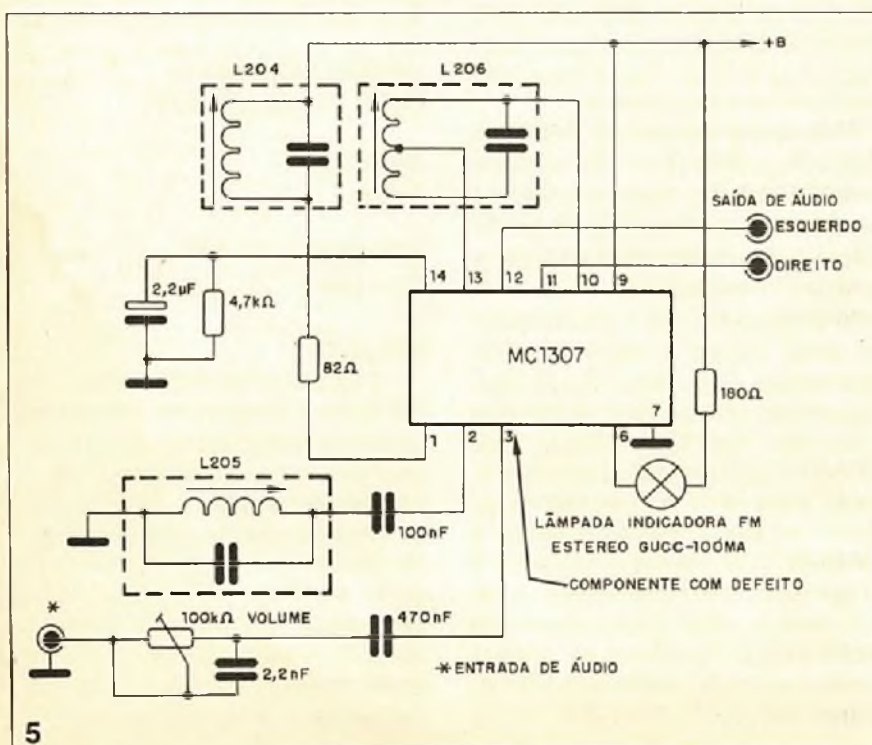 +B
L204
L206
SAÍDA DE ÁUDIO
ESQUERDO
DIREITO
14
13
12
11
10
9
2,2µF
4,7kΩ
82Ω
MC1307
180Ω
1
2
3
6
7
L205
100nF
LÂMPADA INDICADORA FM
ESTEREO GUCC-100MA
COMPONENTE COM DEFEITO
*
100kΩ VOLUME
470nF
2,2nF
*ENTRADA DE ÁUDIO
5